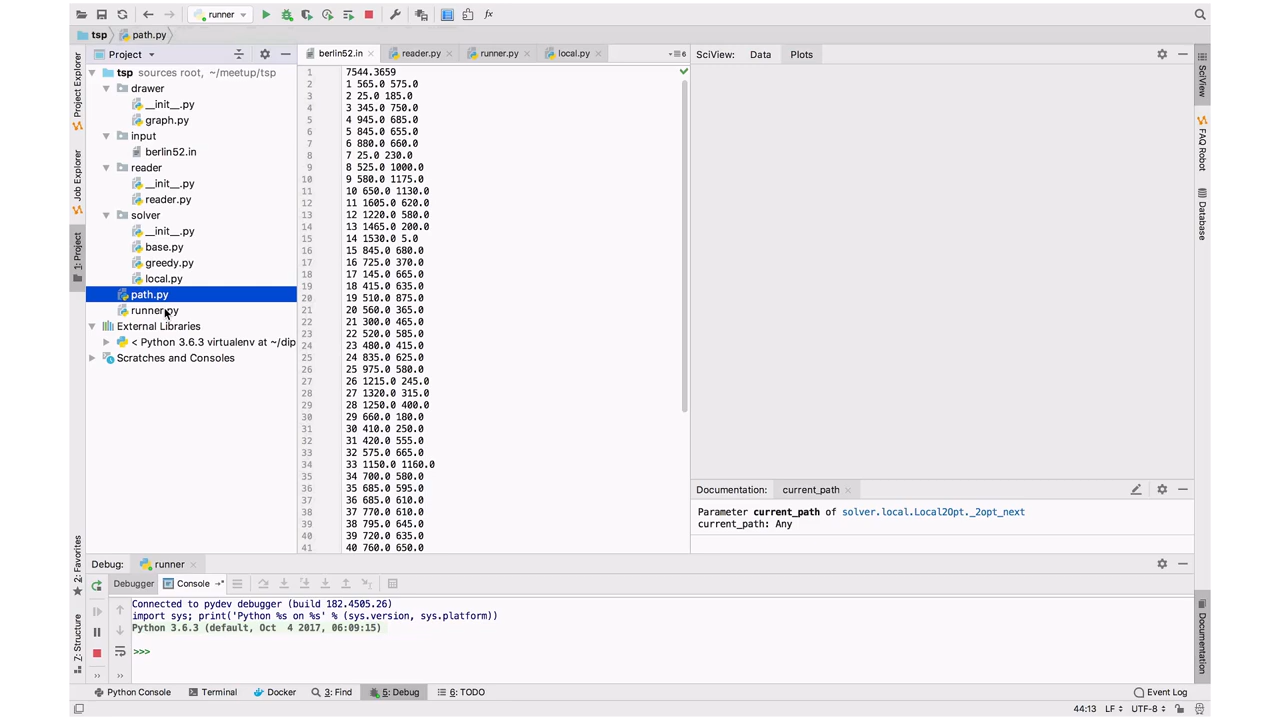 runner
tsp path.py
Project
berlin52.in
reader.py
runner.py
local.py
6
SciView:
Data
Plots
tsp sources root, ~/meetup/tsp
drawer
__init__.py
graph.py
input
berlin52.in
reader
__init__.py
reader.py
solver
__init__.py
base.py
greedy.py
local.py
path.py
runner.py
External Libraries
< Python 3.6.3 virtualenv at ~/dip
Scratches and Consoles
1 7544.3659
2 1 565.0 575.0
3 2 25.0 185.0
4 3 345.0 750.0
5 4 945.0 685.0
6 5 845.0 655.0
7 6 880.0 660.0
8 7 25.0 230.0
9 8 525.0 1000.0
10 9 580.0 1175.0
11 10 650.0 1130.0
12 11 1605.0 620.0
13 12 1220.0 580.0
14 13 1465.0 200.0
15 14 1530.0 5.0
16 15 845.0 680.0
17 16 725.0 370.0
18 17 145.0 665.0
19 18 415.0 635.0
20 19 510.0 875.0
21 20 560.0 365.0
22 21 300.0 465.0
23 22 520.0 585.0
24 23 480.0 415.0
25 24 835.0 625.0
26 25 975.0 580.0
27 26 1215.0 245.0
28 27 1320.0 315.0
29 28 1250.0 400.0
30 29 660.0 180.0
31 30 410.0 250.0
32 31 420.0 555.0
33 32 575.0 665.0
34 33 1150.0 1160.0
35 34 700.0 580.0
36 35 685.0 595.0
37 36 685.0 610.0
38 37 770.0 610.0
39 38 795.0 645.0
40 39 720.0 635.0
41 40 760.0 650.0
Documentation:
current_path
Parameter current_path of solver.local.Local2Opt._2opt_next
current_path: Any
Project Explorer
Job Explorer
1: Project
2: Favorites
Z: Structure
SciView
FAQ Robot
Database
Documentation
Debug:
runner
Debugger
Console
Connected to pydev debugger (build 182.4505.26)
import sys; print('Python %s on %s' % (sys.version, sys.platform))
Python 3.6.3 (default, Oct 4 2017, 06:09:15)
>>>
Python Console
Terminal
Docker
3: Find
5: Debug
6: TODO
Event Log
44:13 LF UTF-8